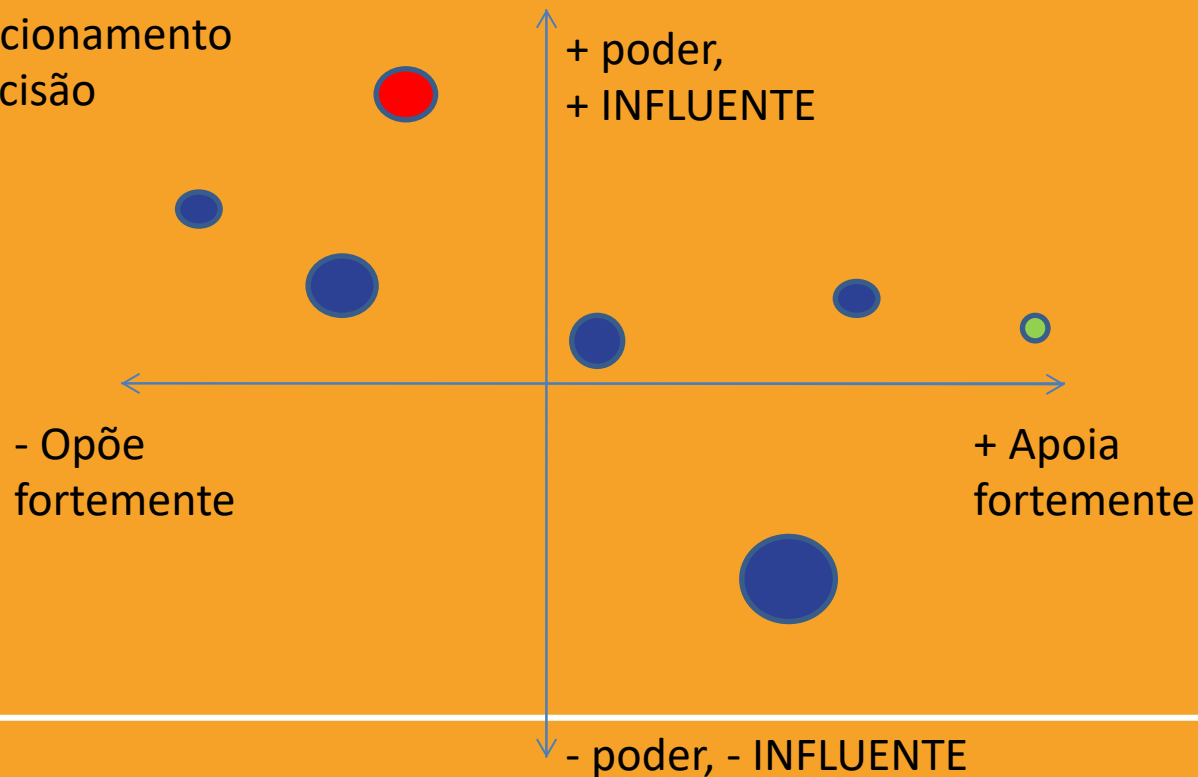 cionamento
cisão
+ poder,
+ INFLUENTE
- Opõe
fortemente
+ Apoia
fortemente
- poder, - INFLUENTE